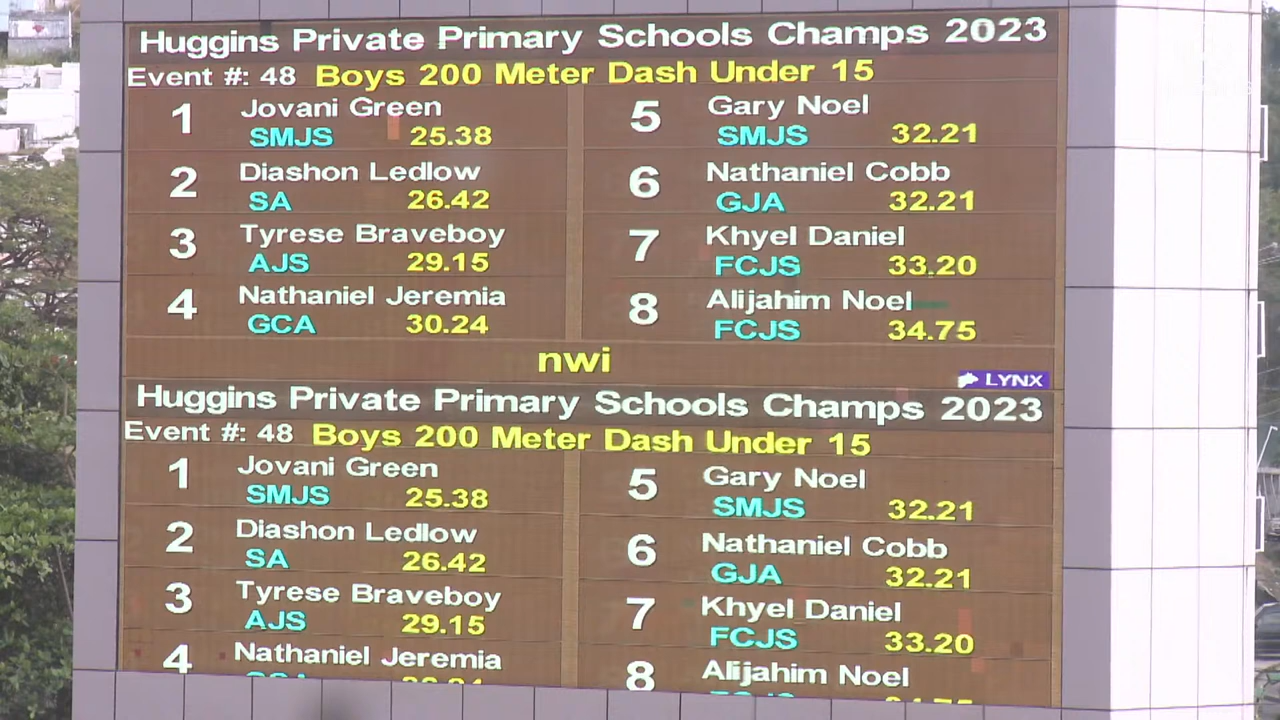 Huggins Private Primary Schools Champs 2023
Event #: 48 Boys 200 Meter Dash Under 15
1 Jovani Green
SMJS 25.38
2 Diashon Ledlow
SA 26.42
3 Tyrese Braveboy
AJS 29.15
4 Nathaniel Jeremia
GCA 30.24
5 Gary Noel
SMJS 32.21
6 Nathaniel Cobb
GJA 32.21
7 Khyel Daniel
FCJS 33.20
8 Alijahim Noel
FCJS 34.75
nwi
LYNX
Huggins Private Primary Schools Champs 2023
Event #: 48 Boys 200 Meter Dash Under 15
1 Jovani Green
SMJS 25.38
2 Diashon Ledlow
SA 26.42
3 Tyrese Braveboy
AJS 29.15
4 Nathaniel Jeremia
5 Gary Noel
SMJS 32.21
6 Nathaniel Cobb
GJA 32.21
7 Khyel Daniel
FCJS 33.20
8 Alijahim Noel